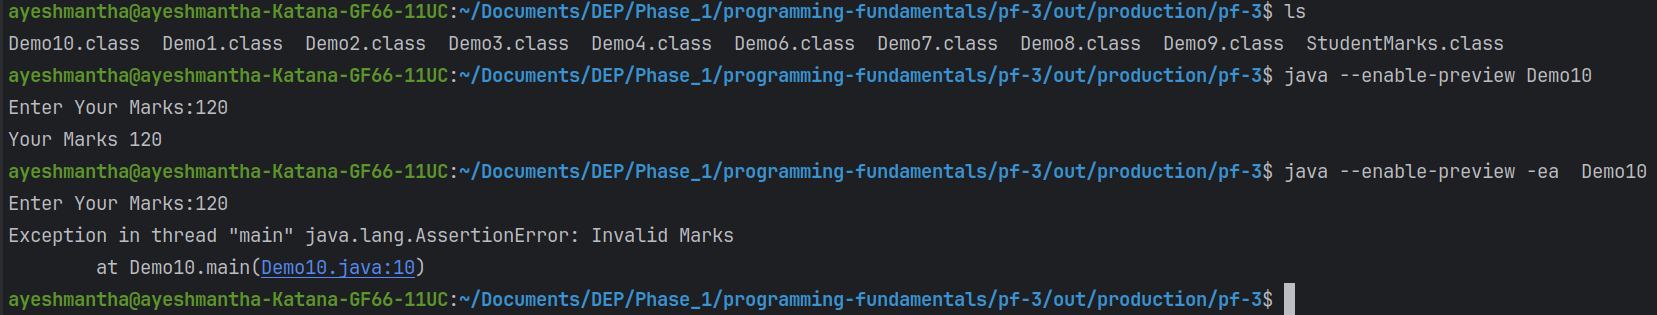 ayeshmantha@ayeshmantha-Katana-GF66-11UC:~/Documents/DEP/Phase_1/programming-fundamentals/pf-3/out/production/pf-3$ ls
Demo10.class  Demo1.class  Demo2.class  Demo3.class  Demo4.class  Demo6.class  Demo7.class  Demo8.class  Demo9.class  StudentMarks.class
ayeshmantha@ayeshmantha-Katana-GF66-11UC:~/Documents/DEP/Phase_1/programming-fundamentals/pf-3/out/production/pf-3$ java --enable-preview Demo10
Enter Your Marks:120
Your Marks 120
ayeshmantha@ayeshmantha-Katana-GF66-11UC:~/Documents/DEP/Phase_1/programming-fundamentals/pf-3/out/production/pf-3$ java --enable-preview -ea  Demo10
Enter Your Marks:120
Exception in thread "main" java.lang.AssertionError: Invalid Marks
        at Demo10.main(Demo10.java:10)
ayeshmantha@ayeshmantha-Katana-GF66-11UC:~/Documents/DEP/Phase_1/programming-fundamentals/pf-3/out/production/pf-3$